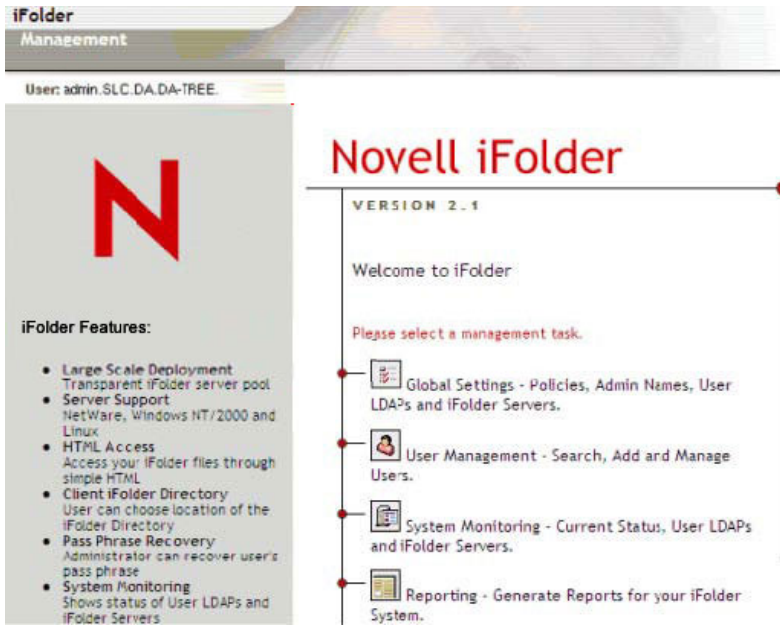 iFolder
Management
User: admin.SLC.DA.DA-TREE.
N
iFolder Features:
• Large Scale Deployment
Transparent iFolder server pool
• Server Support
NetWare, Windows NT/2000 and
Linux
• HTML Access
Access your iFolder files through
simple HTML
• Client iFolder Directory
User can choose location of the
iFolder Directory
• Pass Phrase Recovery
Administrator can recover user's
pass phrase
• System Monitoring
Shows status of User LDAPs and
iFolder Servers
Novell iFolder
VERSION 2.1
Welcome to iFolder
Please select a management task.
Global Settings - Policies, Admin Names, User
LDAPs and iFolder Servers.
User Management - Search, Add and Manage
Users.
System Monitoring - Current Status, User LDAPs
and iFolder Servers.
Reporting - Generate Reports for your iFolder
System.